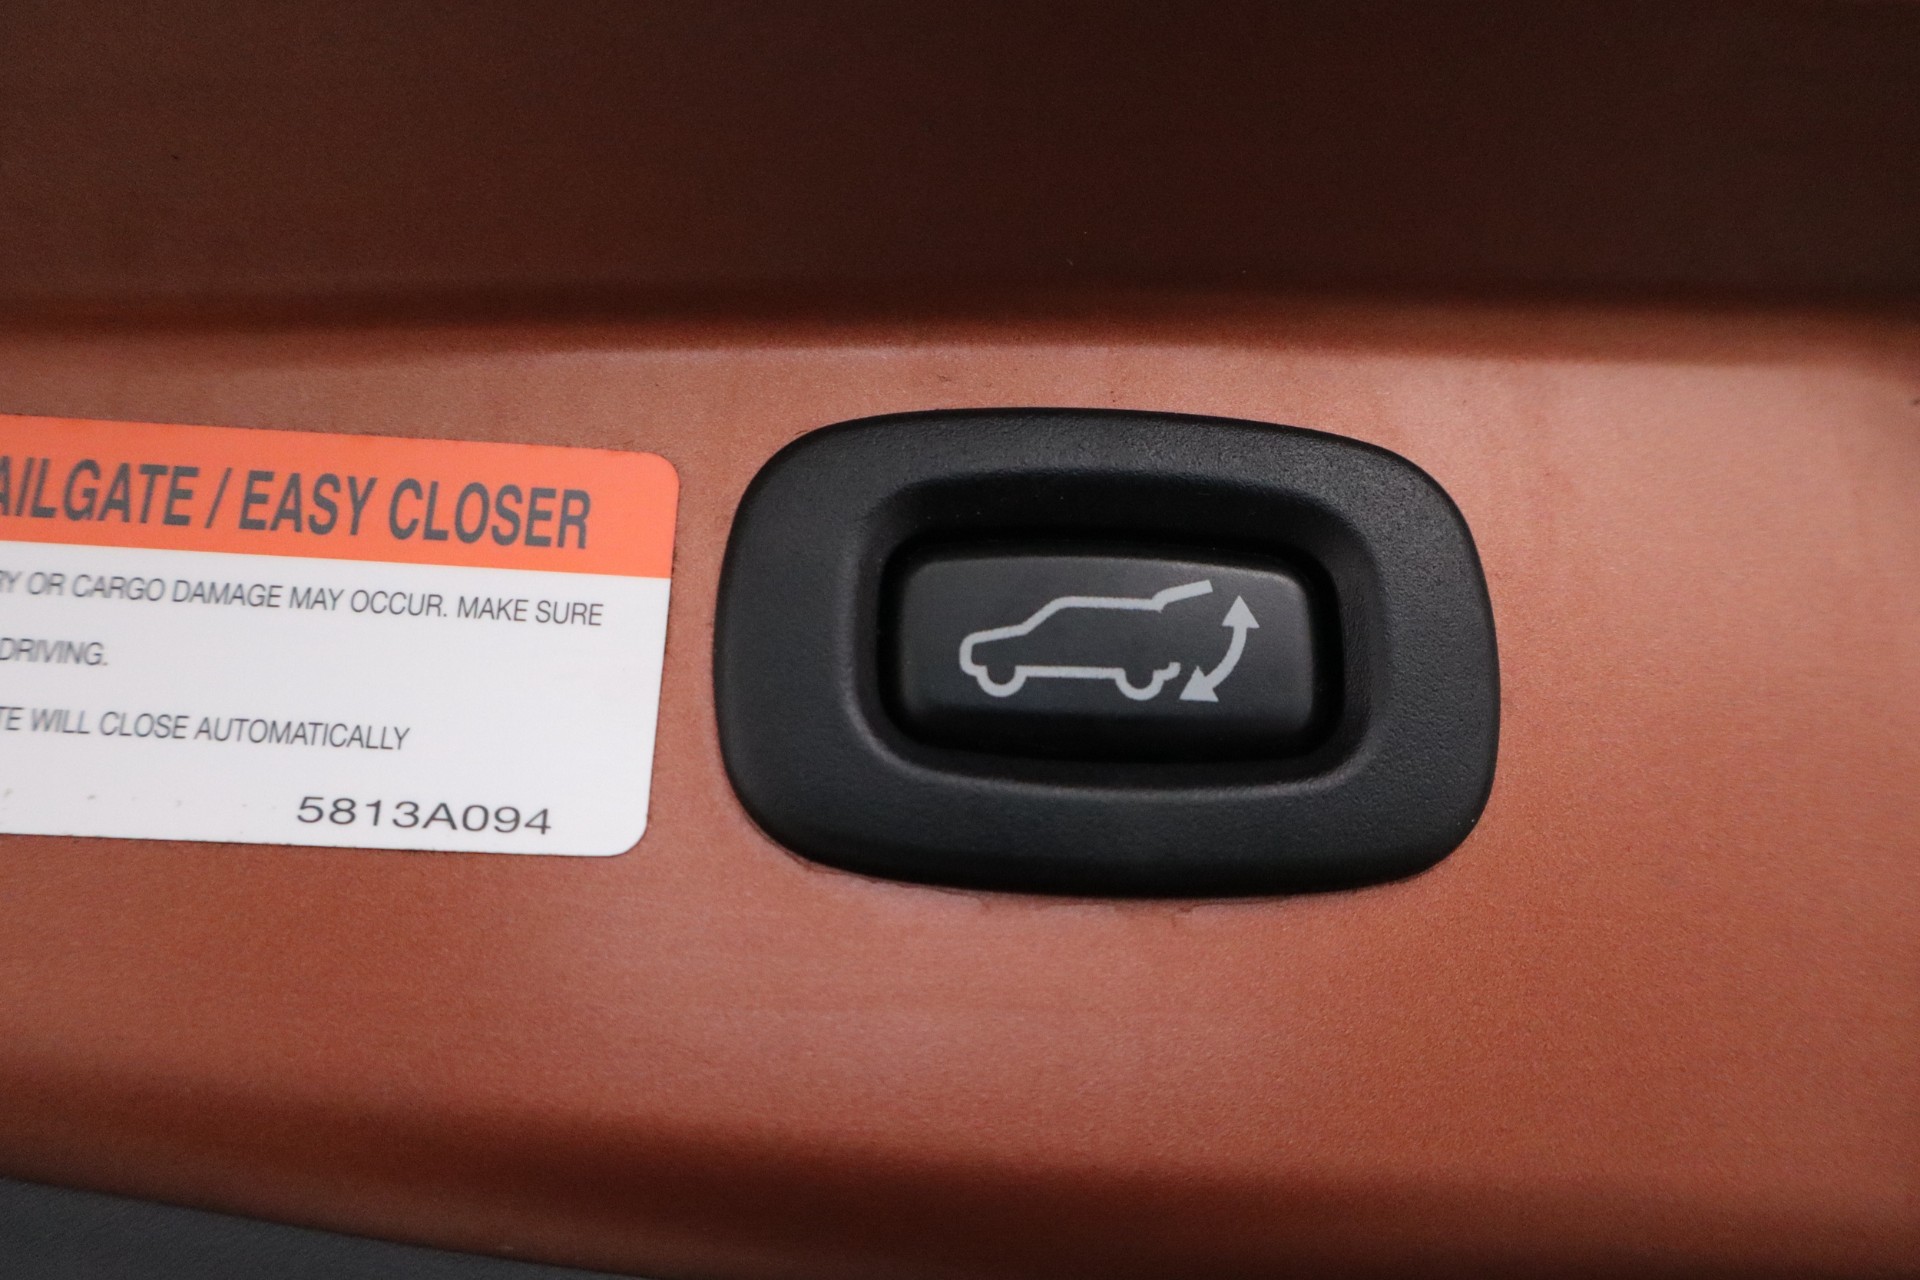 AILGATE / EASY CLOSER
RY OR CARGO DAMAGE MAY OCCUR. MAKE SURE
DRIVING.
TE WILL CLOSE AUTOMATICALLY
5813A094